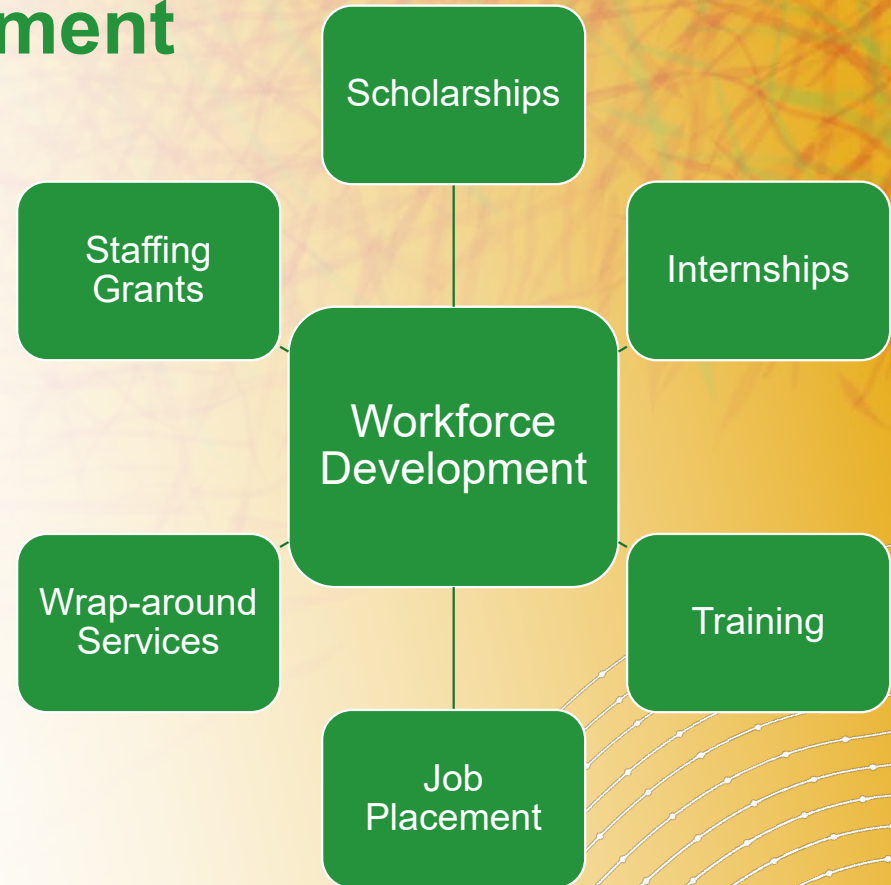 ment
Scholarships
Staffing
Grants
Internships
Workforce
Development
Wrap-around
Services
Training
Job
Placement